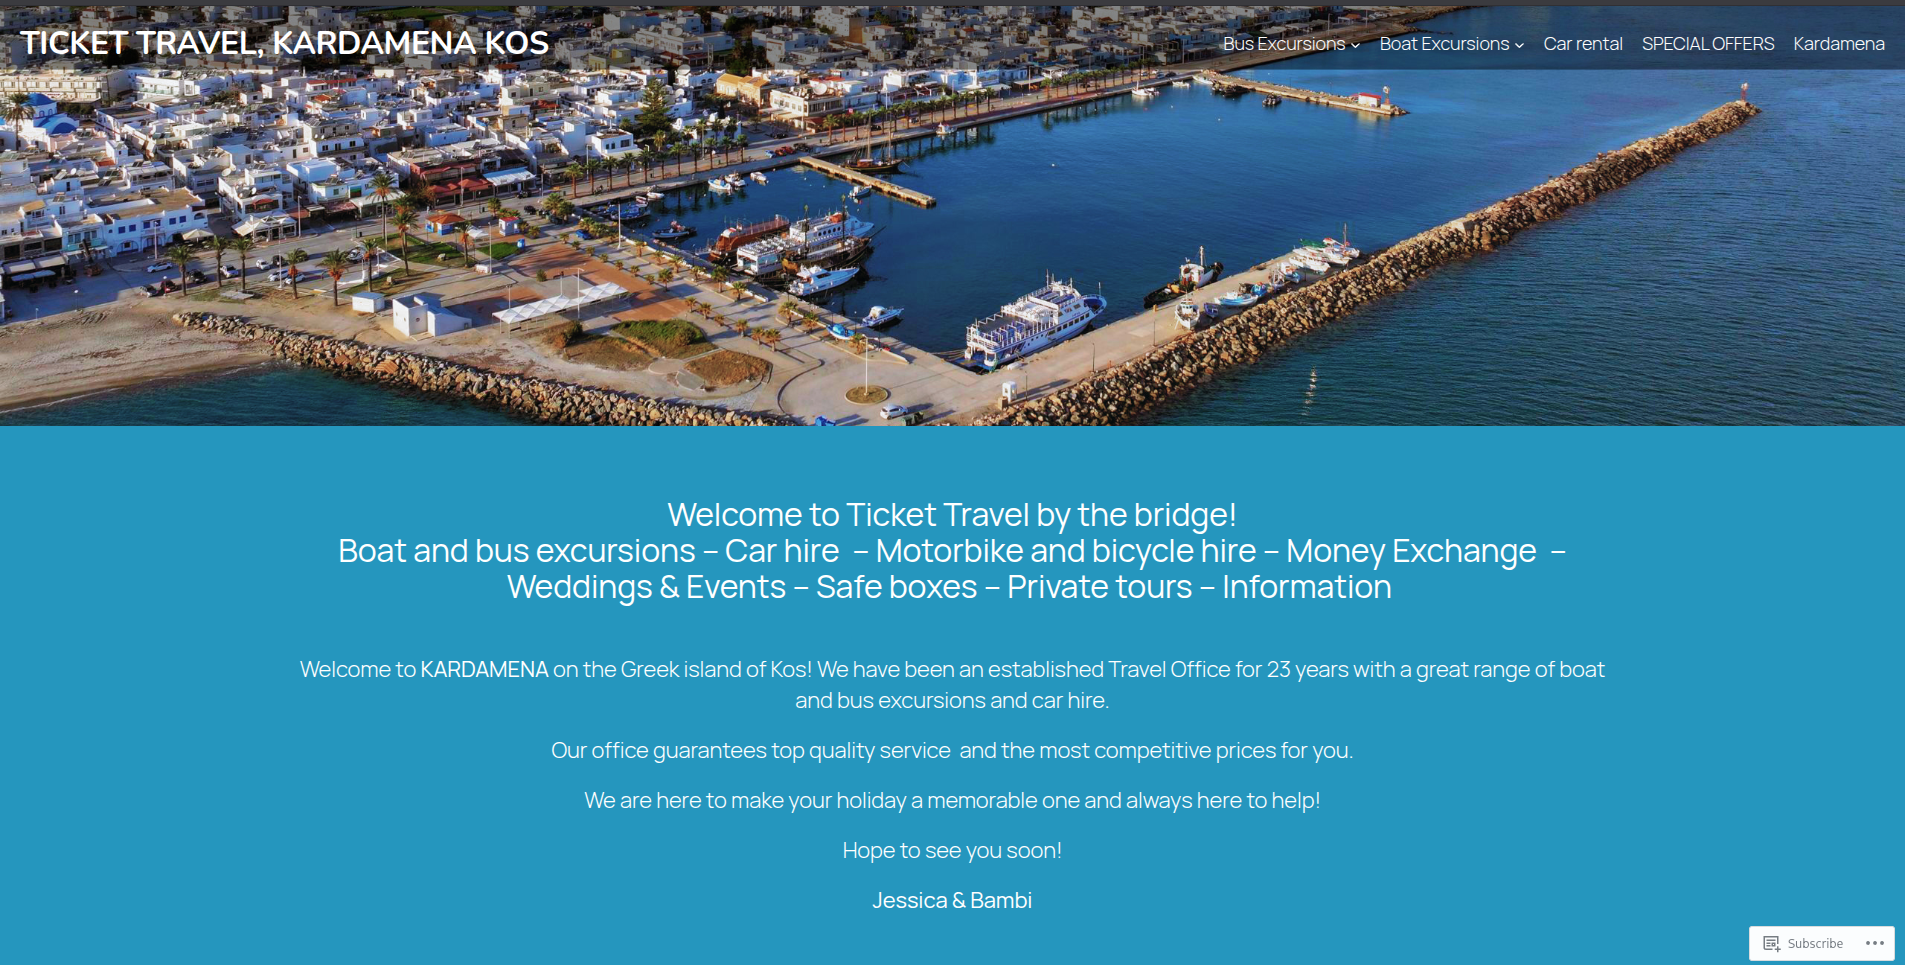 TICKET TRAVEL, KARDAMENA KOS
Bus Excursions Boat Excursions Car rental SPECIAL OFFERS Kardamena
Welcome to Ticket Travel by the bridge!
Boat and bus excursions – Car hire – Motorbike and bicycle hire – Money Exchange –
Weddings & Events – Safe boxes – Private tours – Information
Welcome to KARDAMENA on the Greek island of Kos! We have been an established Travel Office for 23 years with a great range of boat
and bus excursions and car hire.
Our office guarantees top quality service and the most competitive prices for you.
We are here to make your holiday a memorable one and always here to help!
Hope to see you soon!
Jessica & Bambi
Subscribe